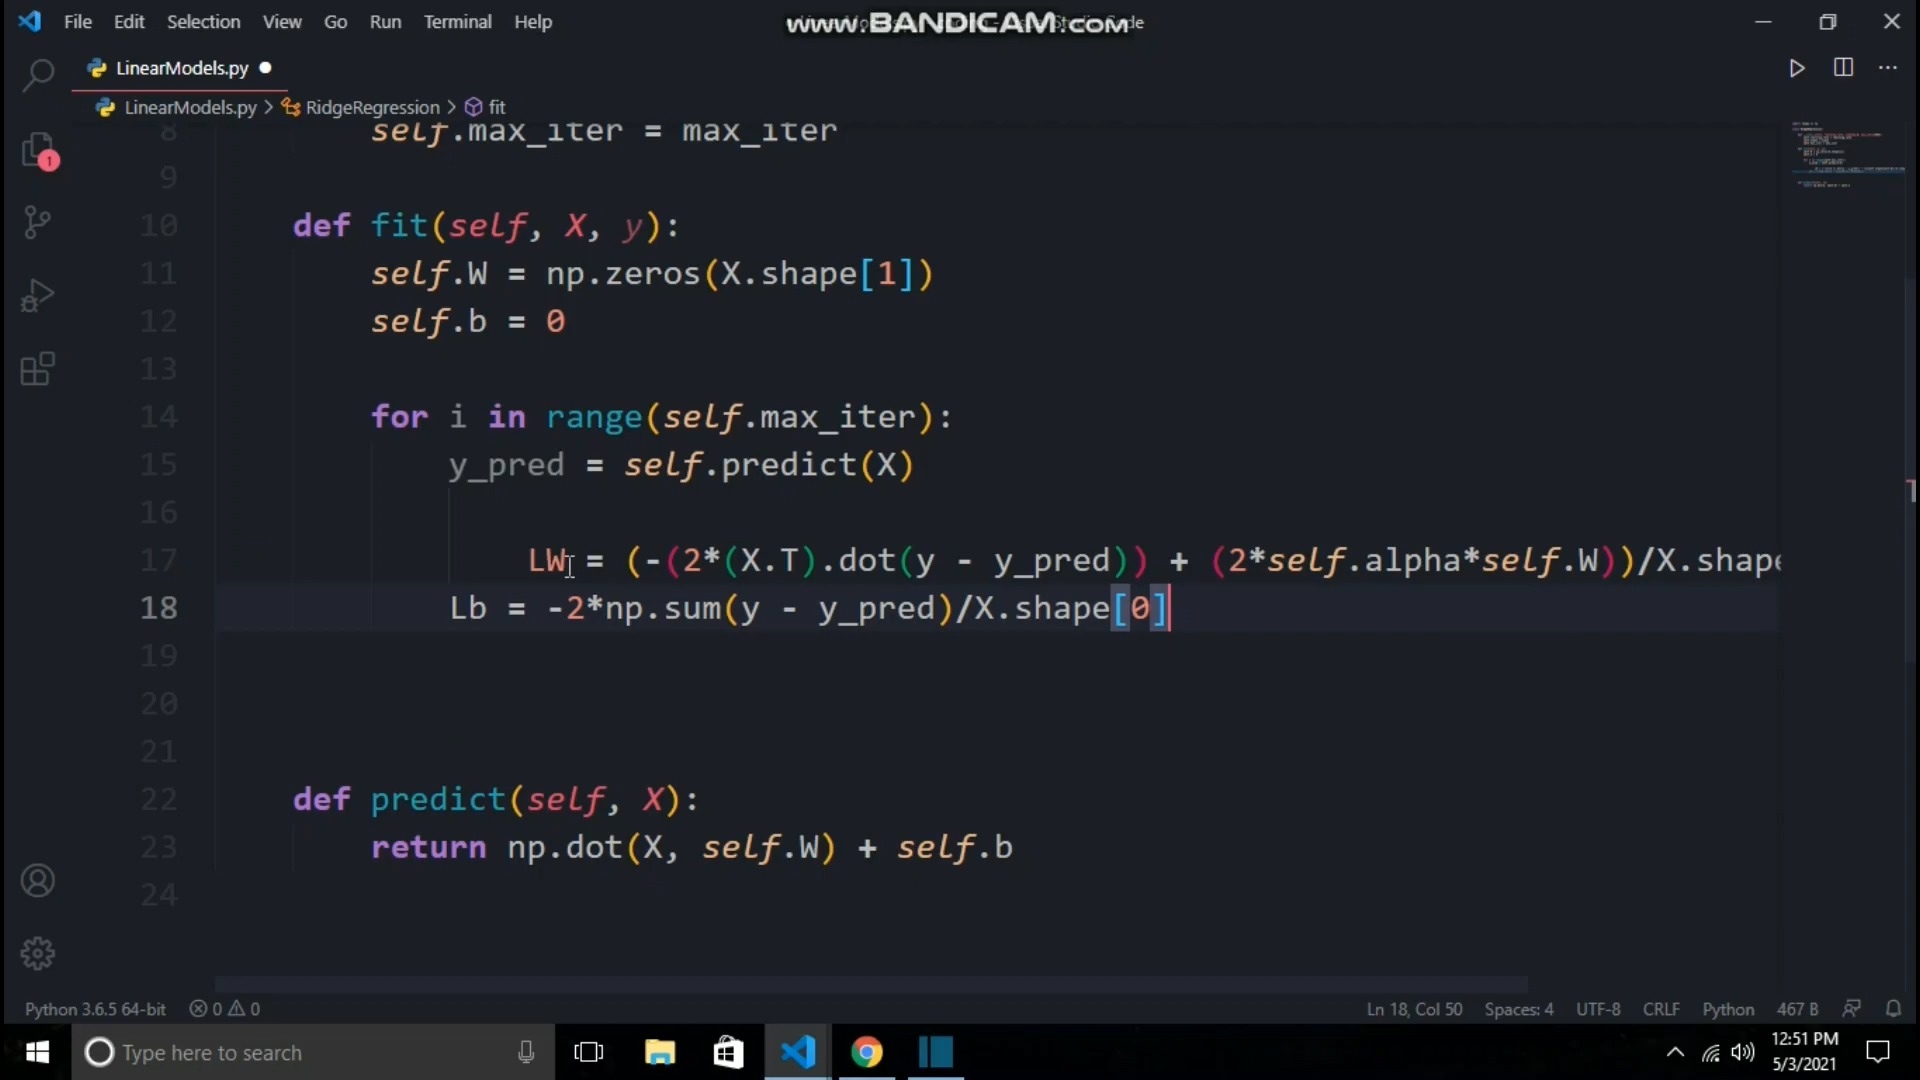 File Edit Selection View Go Run Terminal Help
www.BANDICAM.com
LinearModels.py
LinearModels.py > RidgeRegression > fit
8 self.max_iter = max_iter
9
10 def fit(self, X, y):
11 self.W = np.zeros(X.shape[1])
12 self.b = 0
13
14 for i in range(self.max_iter):
15 y_pred = self.predict(X)
16
17 LW = (-(2*(X.T).dot(y - y_pred)) + (2*self.alpha*self.W))/X.shape
18 Lb = -2*np.sum(y - y_pred)/X.shape[0]
19
20
21
22 def predict(self, X):
23 return np.dot(X, self.W) + self.b
24
1
Python 3.6.5 64-bit 0 0 Ln 18, Col 50 Spaces: 4 UTF-8 CRLF Python 467 B
Type here to search
12:51 PM
5/3/2021